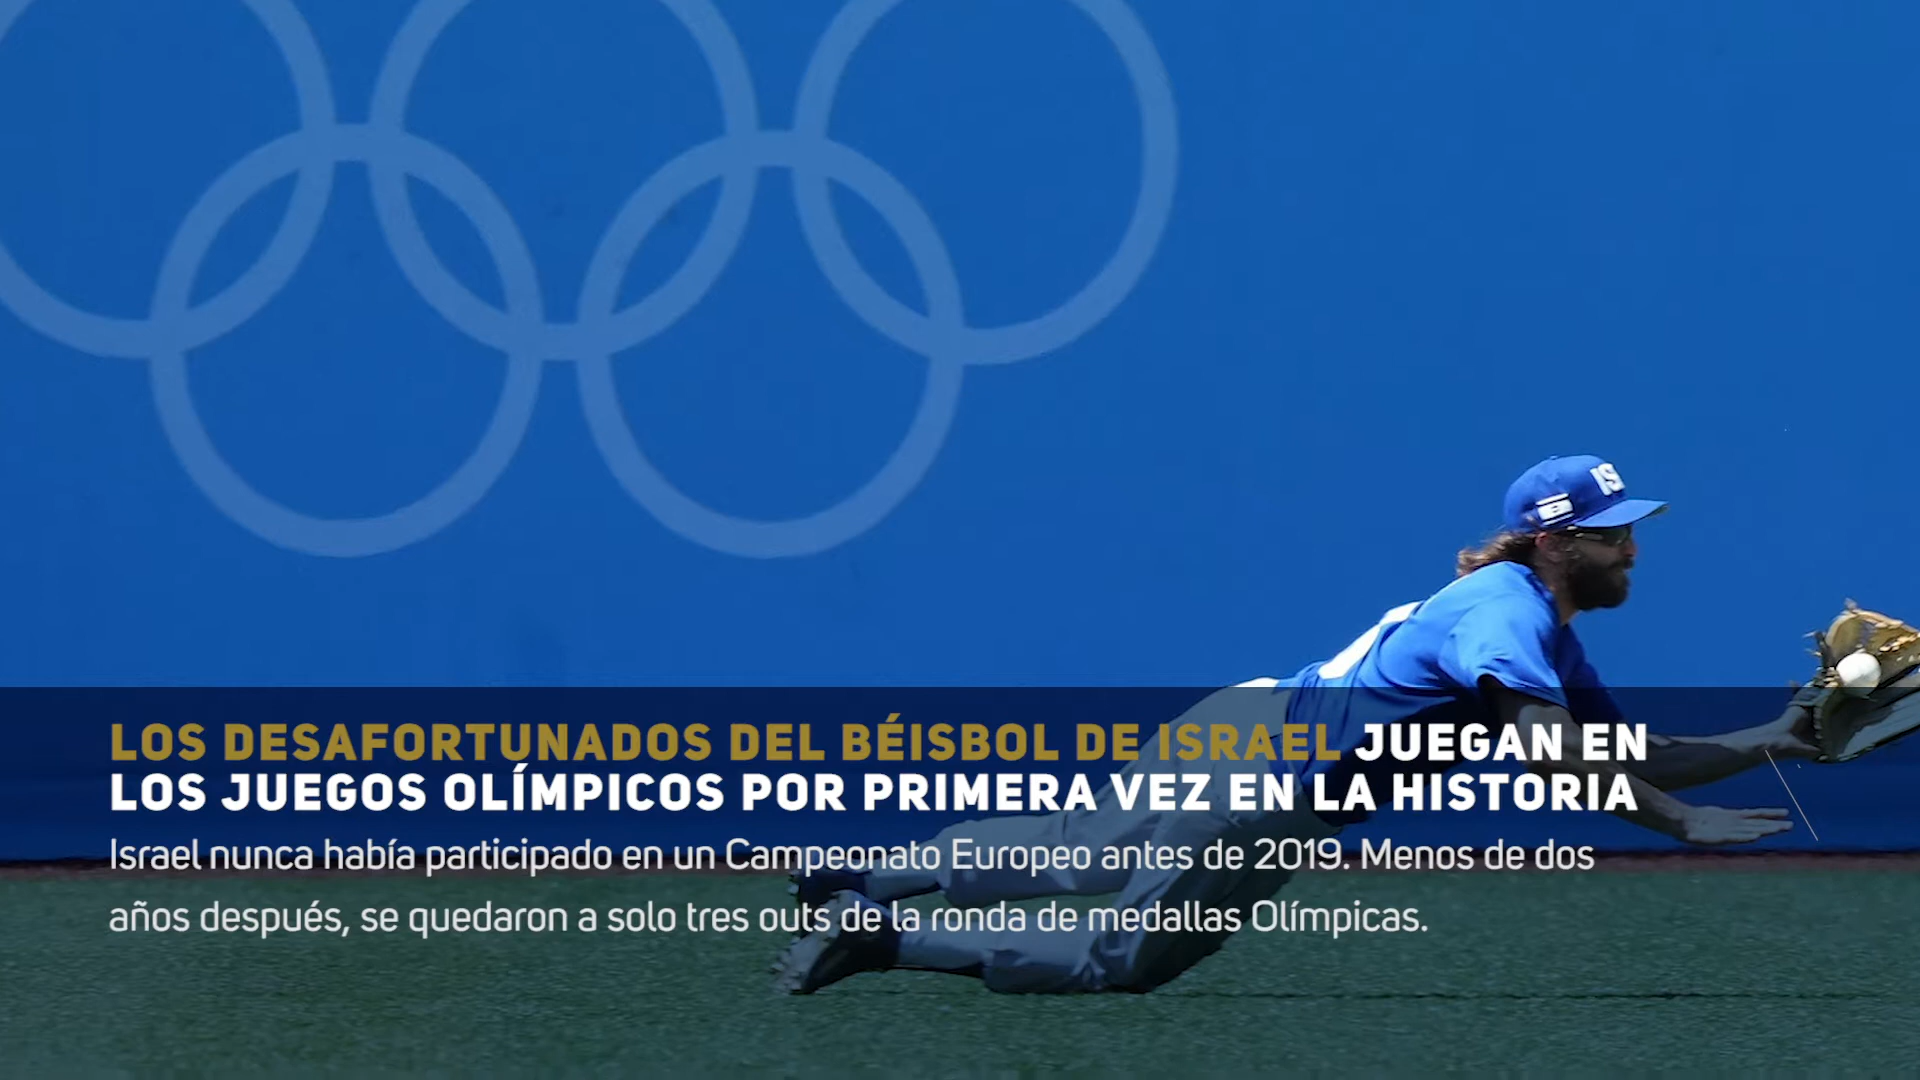 IS
LOS DESAFORTUNADOS DEL BÉISBOL DE ISRAEL JUEGAN EN
LOS JUEGOS OLÍMPICOS POR PRIMERA VEZ EN LA HISTORIA
Israel nunca había participado en un Campeonato Europeo antes de 2019. Menos de dos
años después, se quedaron a solo tres outs de la ronda de medallas Olímpicas.